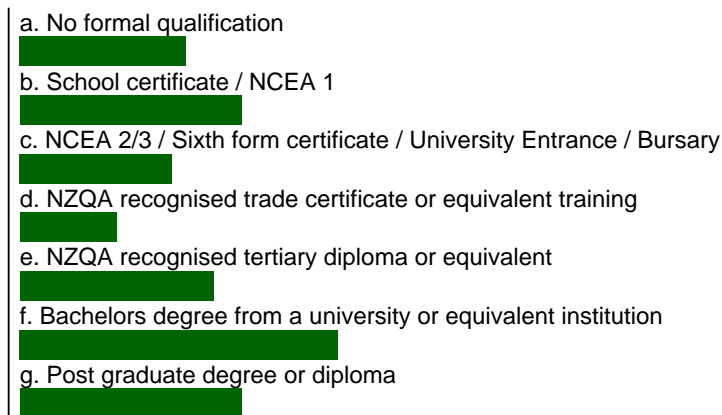 a. No formal qualification
b. School certificate / NCEA 1
c. NCEA 2/3 / Sixth form certificate / University Entrance / Bursary
d. NZQA recognised trade certificate or equivalent training
e. NZQA recognised tertiary diploma or equivalent
f. Bachelors degree from a university or equivalent institution
g. Post graduate degree or diploma